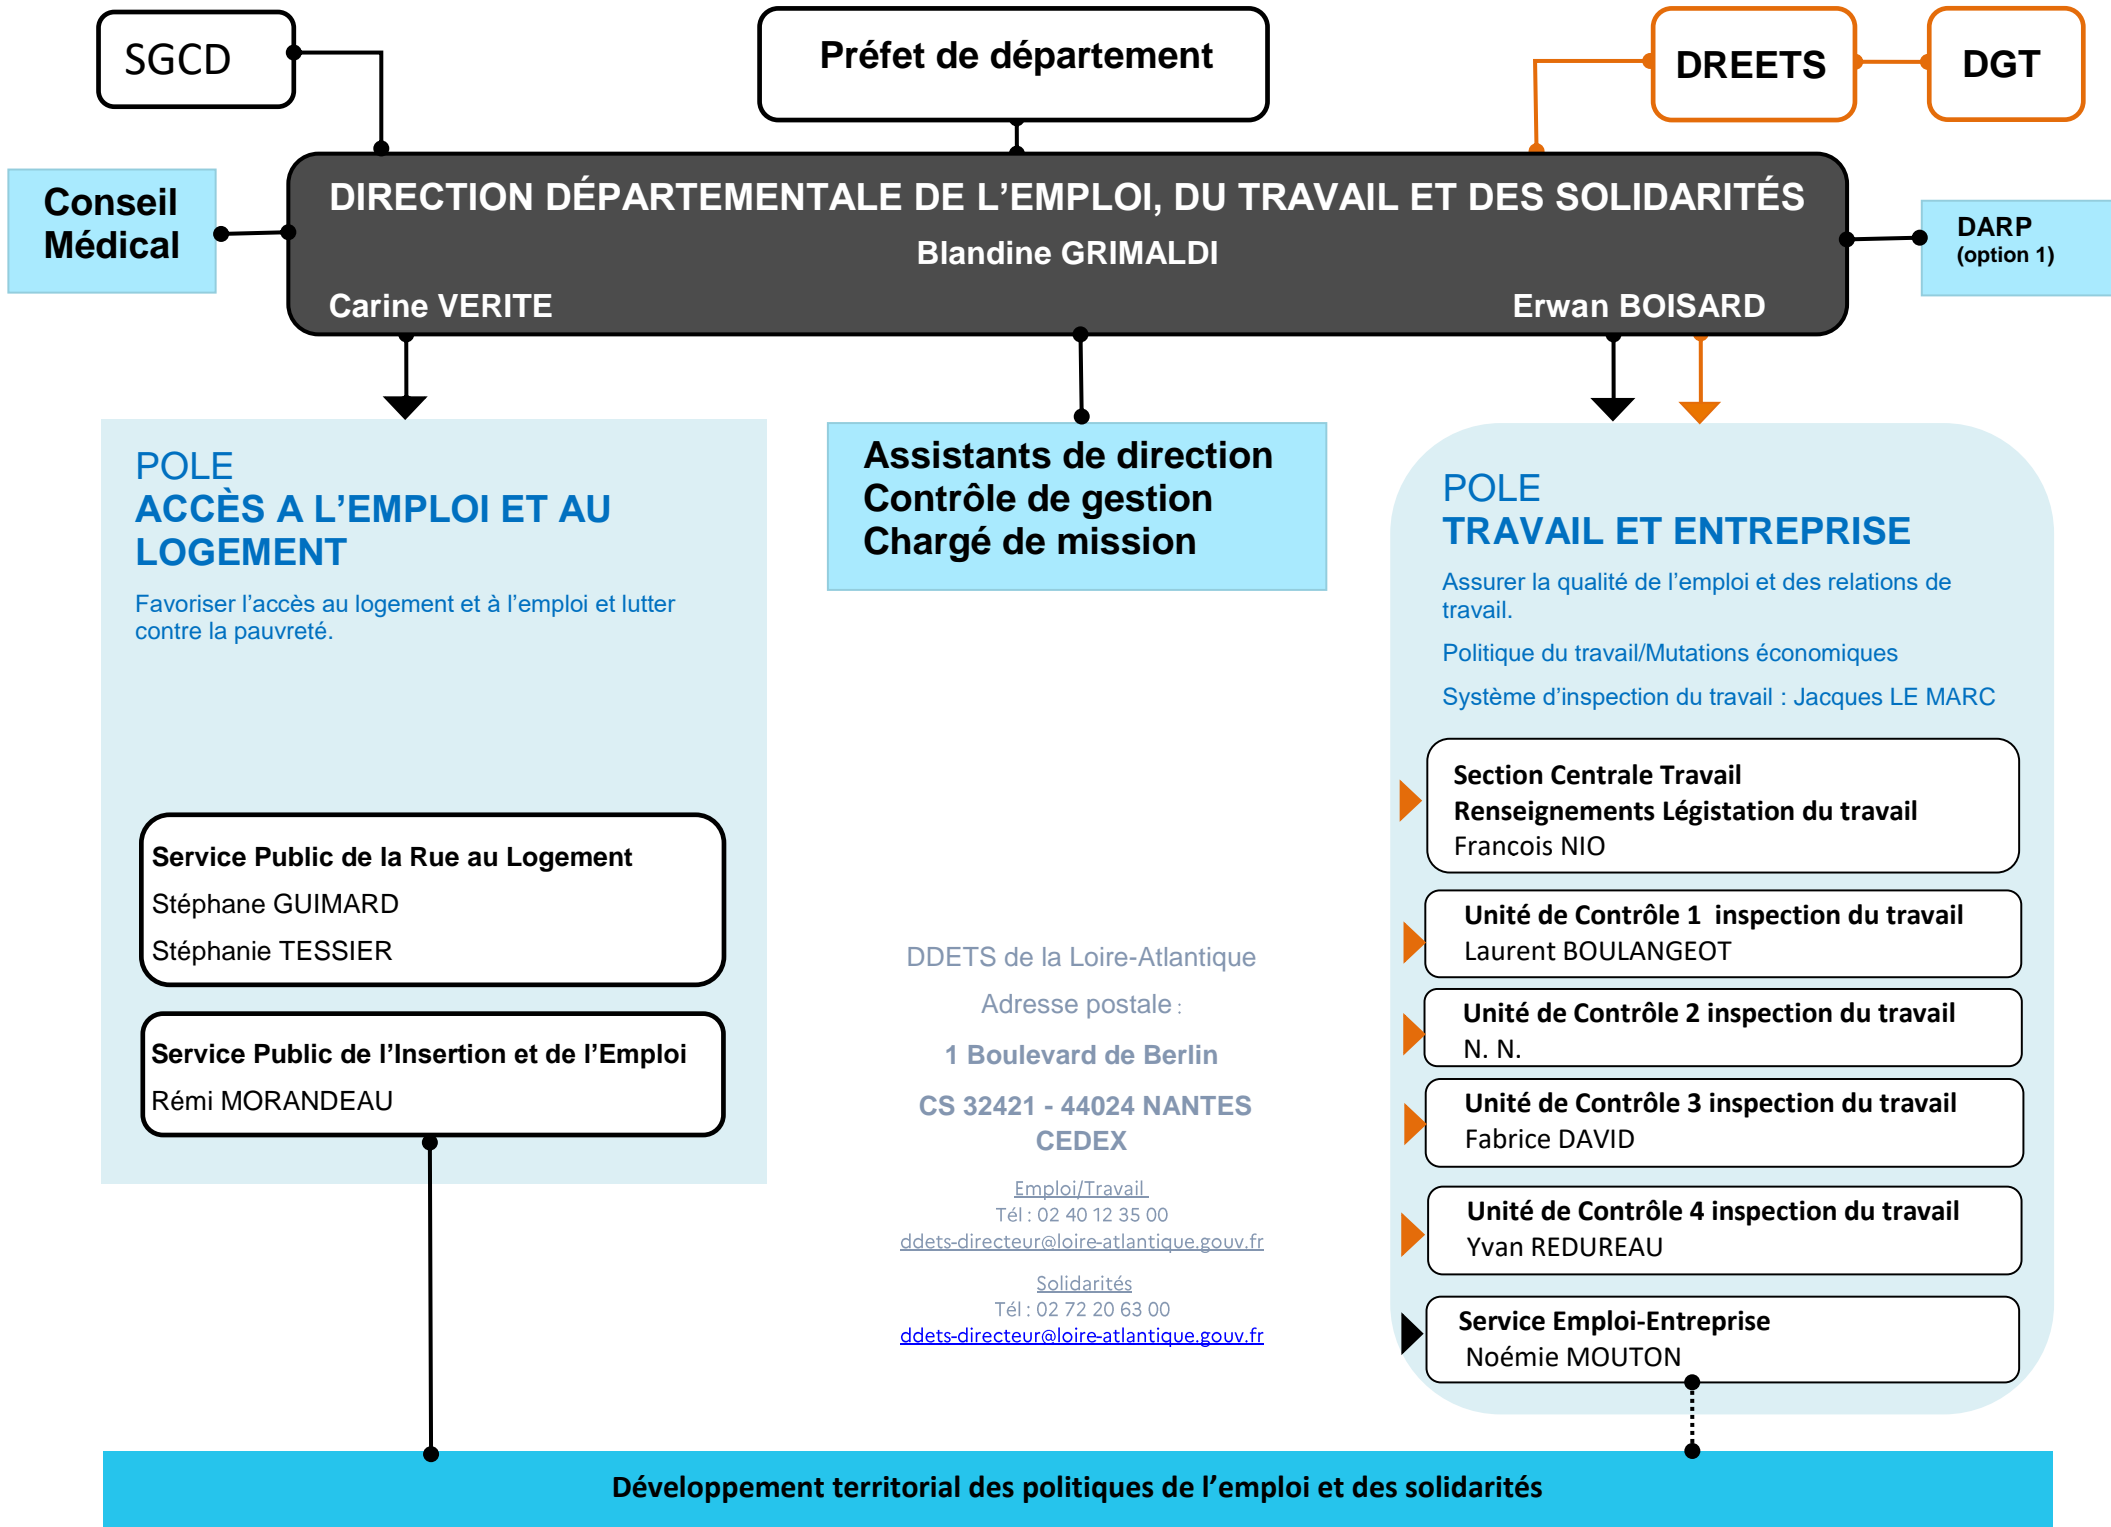 SGCD
Préfet de département
DREETS
DGT
Conseil
Médical
DIRECTION DÉPARTEMENTALE DE L’EMPLOI, DU TRAVAIL ET DES SOLIDARITÉS
Blandine GRIMALDI
Carine VERITE
Erwan BOISARD
DARP
(option 1)
POLE
ACCÈS A L’EMPLOI ET AU
LOGEMENT
Favoriser l’accès au logement et à l’emploi et lutter
contre la pauvreté.
Service Public de la Rue au Logement
Stéphane GUIMARD
Stéphanie TESSIER
Service Public de l’Insertion et de l’Emploi
Rémi MORANDEAU
Assistants de direction
Contrôle de gestion
Chargé de mission
DDETS de la Loire-Atlantique
Adresse postale :
1 Boulevard de Berlin
CS 32421 - 44024 NANTES
CEDEX
Emploi/Travail
Tél : 02 40 12 35 00
ddets-directeur@loire-atlantique.gouv.fr
Solidarités
Tél : 02 72 20 63 00
ddets-directeur@loire-atlantique.gouv.fr
POLE
TRAVAIL ET ENTREPRISE
Assurer la qualité de l’emploi et des relations de
travail.
Politique du travail/Mutations économiques
Système d’inspection du travail : Jacques LE MARC
Section Centrale Travail
Renseignements Légistation du travail
Francois NIO
Unité de Contrôle 1  inspection du travail
Laurent BOULANGEOT
Unité de Contrôle 2 inspection du travail
N. N.
Unité de Contrôle 3 inspection du travail
Fabrice DAVID
Unité de Contrôle 4 inspection du travail
Yvan REDUREAU
Service Emploi-Entreprise
Noémie MOUTON
Développement territorial des politiques de l’emploi et des solidarités